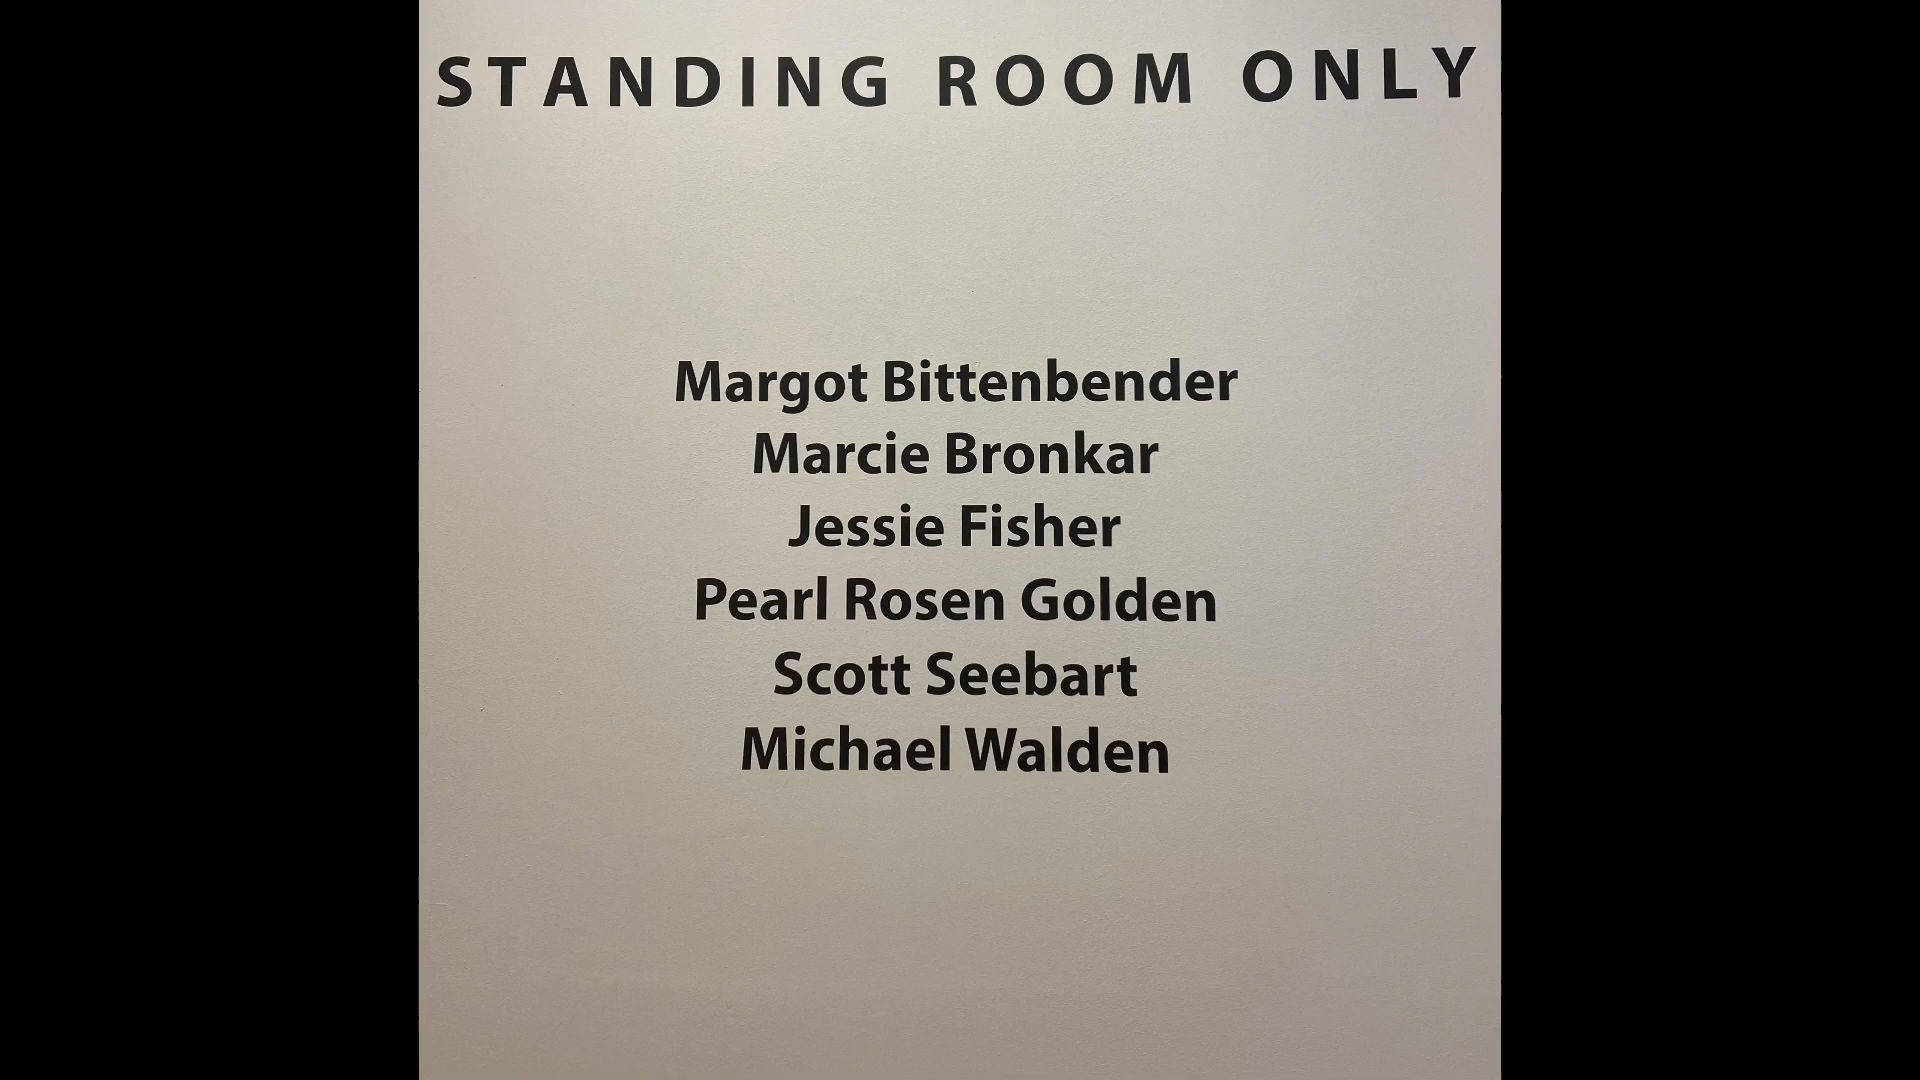 STANDING ROOM ONLY
Margot Bittenbender
Marcie Bronkar
Jessie Fisher
Pearl Rosen Golden
Scott Seebart
Michael Walden